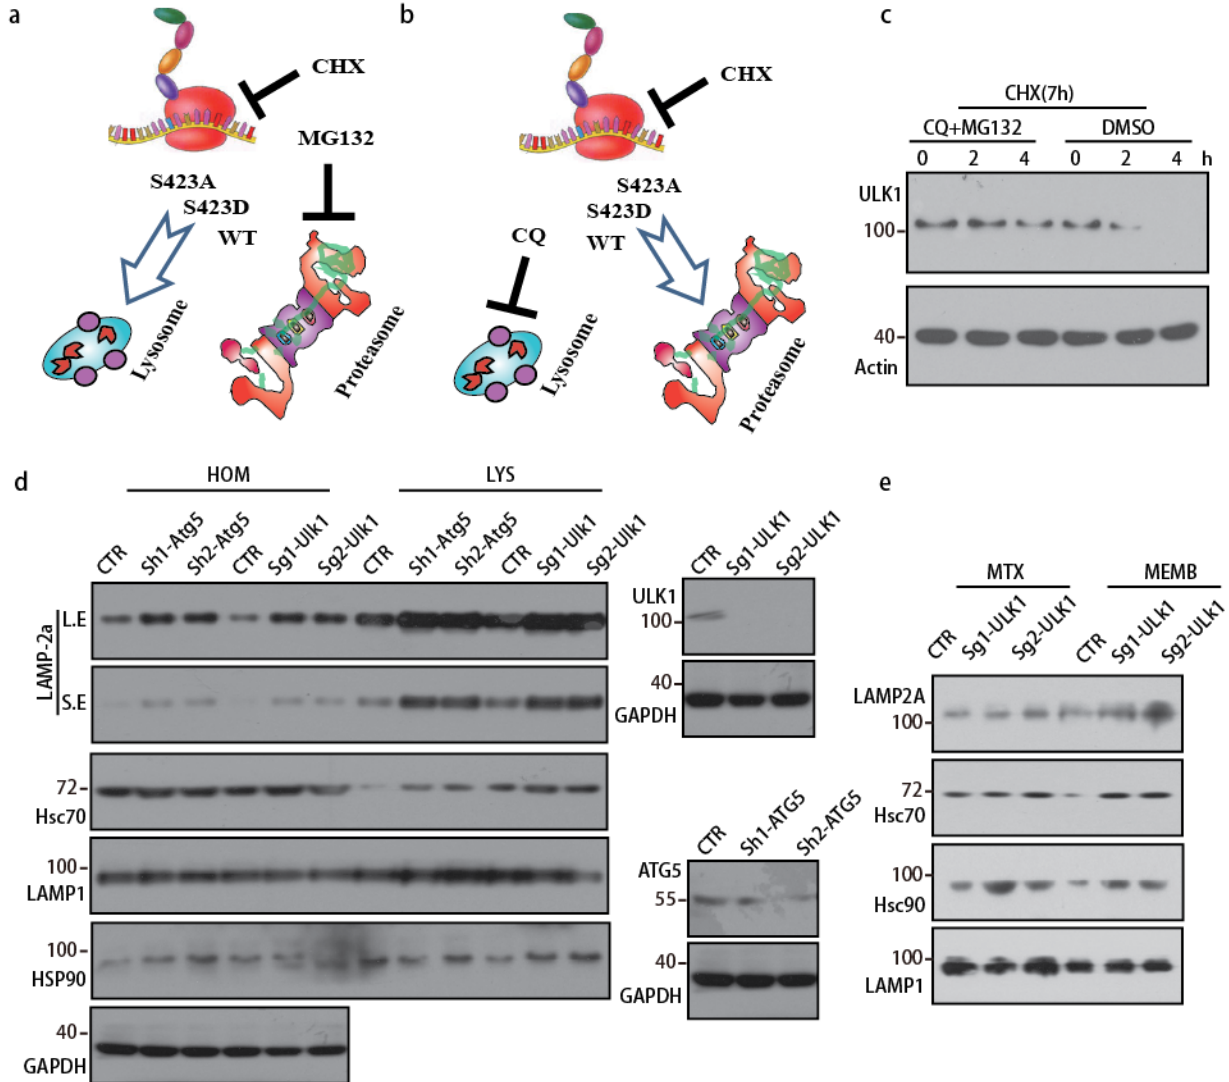 a
CHX
MG132
S423A
S423D
WT
Lysosome
Proteasome
b
CHX
S423A
S423D
WT
CQ
Lysosome
Proteasome
c
CHX(7h)
CQ+MG132 DMSO
0 2 4 0 2 4 h
ULK1
100
40
Actin
d
HOM LYS
CTR Sh1-Atg5 Sh2-Atg5 CTR Sg1-Ulk1 Sg2-Ulk1 CTR Sh1-Atg5 Sh2-Atg5 CTR Sg1-Ulk1 Sg2-Ulk1
LAMP-2a
L.E
S.E
72
Hsc70
100
LAMP1
100
HSP90
40
GAPDH
CTR Sg1-ULK1 Sg2-ULK1
ULK1
100
40
GAPDH
CTR Sh1-ATG5 Sh2-ATG5
ATG5
55
40
GAPDH
e
MTX MEMB
CTR Sg1-ULK1 Sg2-ULK1 CTR Sg1-Ulk1 Sg2-Ulk1
LAMP2A
100
72
Hsc70
100
Hsc90
100
LAMP1